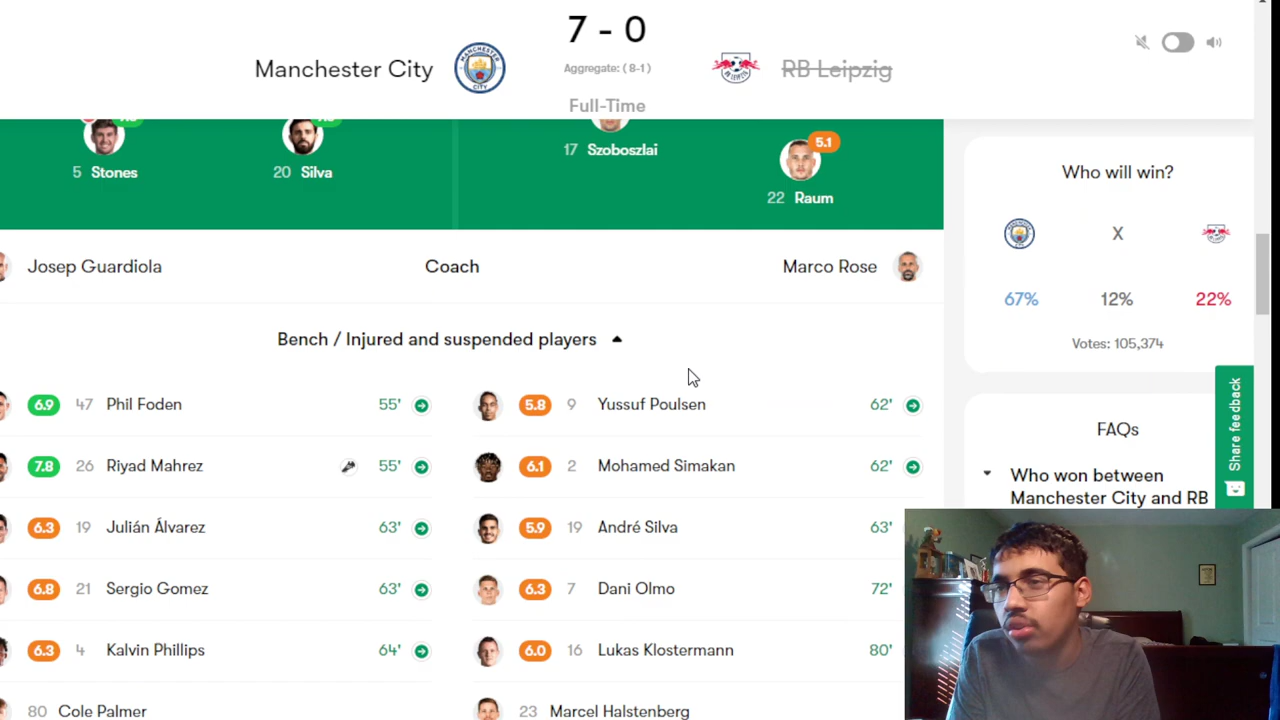 7 - 0
Manchester City
Aggregate: ( 8-1 )
RB Leipzig
Full-Time
5 Stones
20 Silva
17 Szoboszlai
5.1
22 Raum
Josep Guardiola
Coach
Marco Rose
Bench / Injured and suspended players
6.9 47 Phil Foden 55'
5.8 9 Yussuf Poulsen 62'
7.8 26 Riyad Mahrez 55'
6.1 2 Mohamed Simakan 62'
6.3 19 Julián Álvarez 63'
5.9 19 André Silva 63'
6.8 21 Sergio Gomez 63'
6.3 7 Dani Olmo 72'
6.3 4 Kalvin Phillips 64'
6.0 16 Lukas Klostermann 80'
80 Cole Palmer
23 Marcel Halstenberg
Who will win?
X
67% 12% 22%
Votes: 105,374
FAQs
Who won between
Manchester City and RB
Share feedback